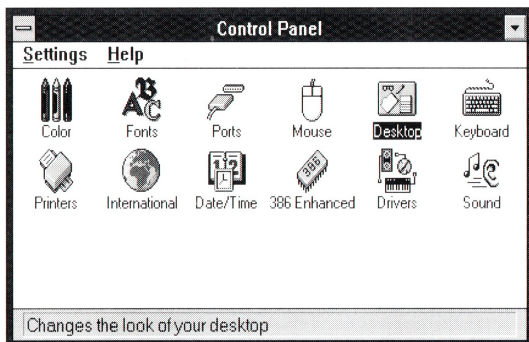 Control Panel
Settings Help
Color Fonts Ports Mouse Desktop Keyboard
Printers International Date/Time 386 Enhanced Drivers Sound
Changes the look of your desktop